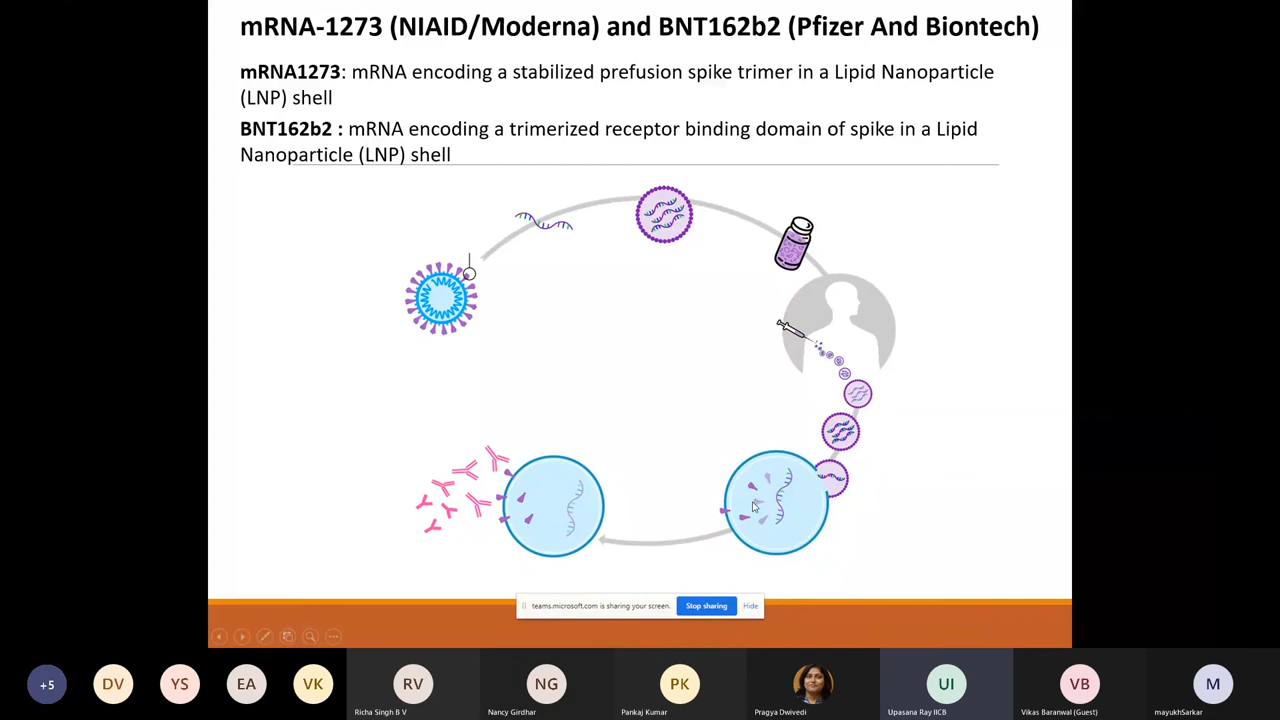 mRNA-1273 (NIAID/Moderna) and BNT162b2 (Pfizer And Biontech)
mRNA1273: mRNA encoding a stabilized prefusion spike trimer in a Lipid Nanoparticle
(LNP) shell
BNT162b2 : mRNA encoding a trimerized receptor binding domain of spike in a Lipid
Nanoparticle (LNP) shell
teams.microsoft.com is sharing your screen.
Stop sharing
Hide
+5
DV
YS
EA
VK
RV
NG
PK
UI
VB
M
Richa Singh B V
Nancy Girdhar
Pankaj Kumar
Pragya Dwivedi
Upasana Ray IICB
Vikas Baranwal (Guest)
mayukhSarkar